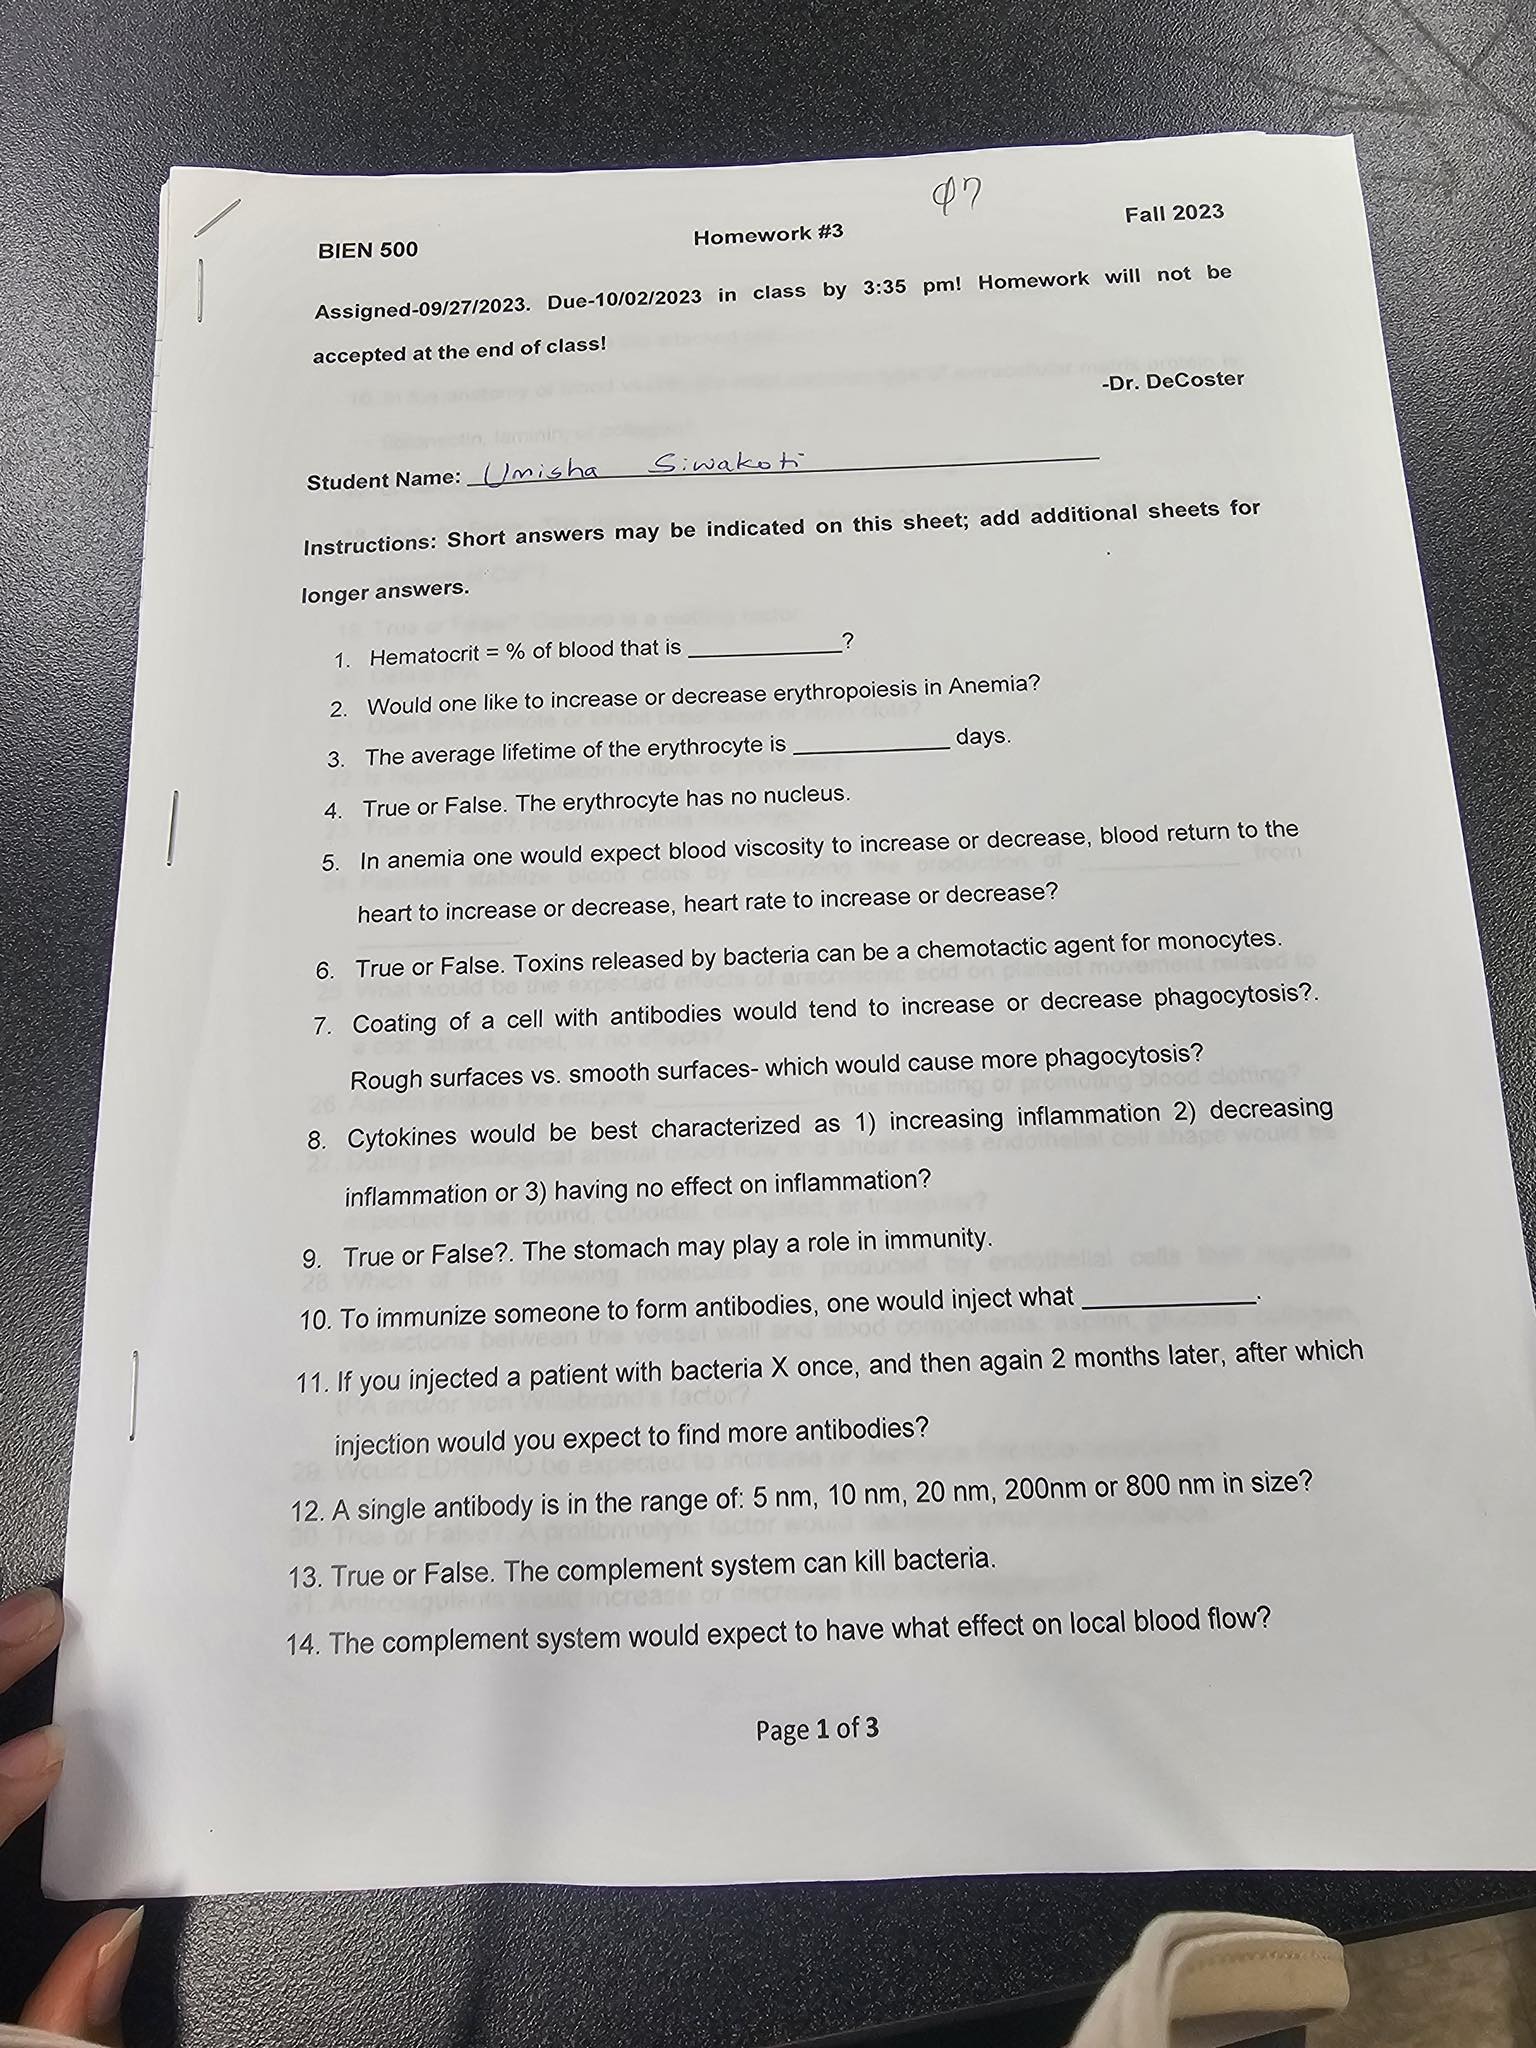 97
BIEN 500 Homework #3 Fall 2023
Assigned-09/27/2023. Due-10/02/2023 in class by 3:35 pm! Homework will not be
accepted at the end of class!
-Dr. DeCoster
Student Name: Unisha Siwakoti
Instructions: Short answers may be indicated on this sheet; add additional sheets for
longer answers.
1. Hematocrit = % of blood that is ____________?
2. Would one like to increase or decrease erythropoiesis in Anemia?
3. The average lifetime of the erythrocyte is ____________ days.
4. True or False. The erythrocyte has no nucleus.
5. In anemia one would expect blood viscosity to increase or decrease, blood return to the
heart to increase or decrease, heart rate to increase or decrease?
6. True or False. Toxins released by bacteria can be a chemotactic agent for monocytes.
7. Coating of a cell with antibodies would tend to increase or decrease phagocytosis?.
Rough surfaces vs. smooth surfaces- which would cause more phagocytosis?
8. Cytokines would be best characterized as 1) increasing inflammation 2) decreasing
inflammation or 3) having no effect on inflammation?
9. True or False?. The stomach may play a role in immunity.
10. To immunize someone to form antibodies, one would inject what ____________.
11. If you injected a patient with bacteria X once, and then again 2 months later, after which
injection would you expect to find more antibodies?
12. A single antibody is in the range of: 5 nm, 10 nm, 20 nm, 200nm or 800 nm in size?
13. True or False. The complement system can kill bacteria.
14. The complement system would expect to have what effect on local blood flow?
Page 1 of 3